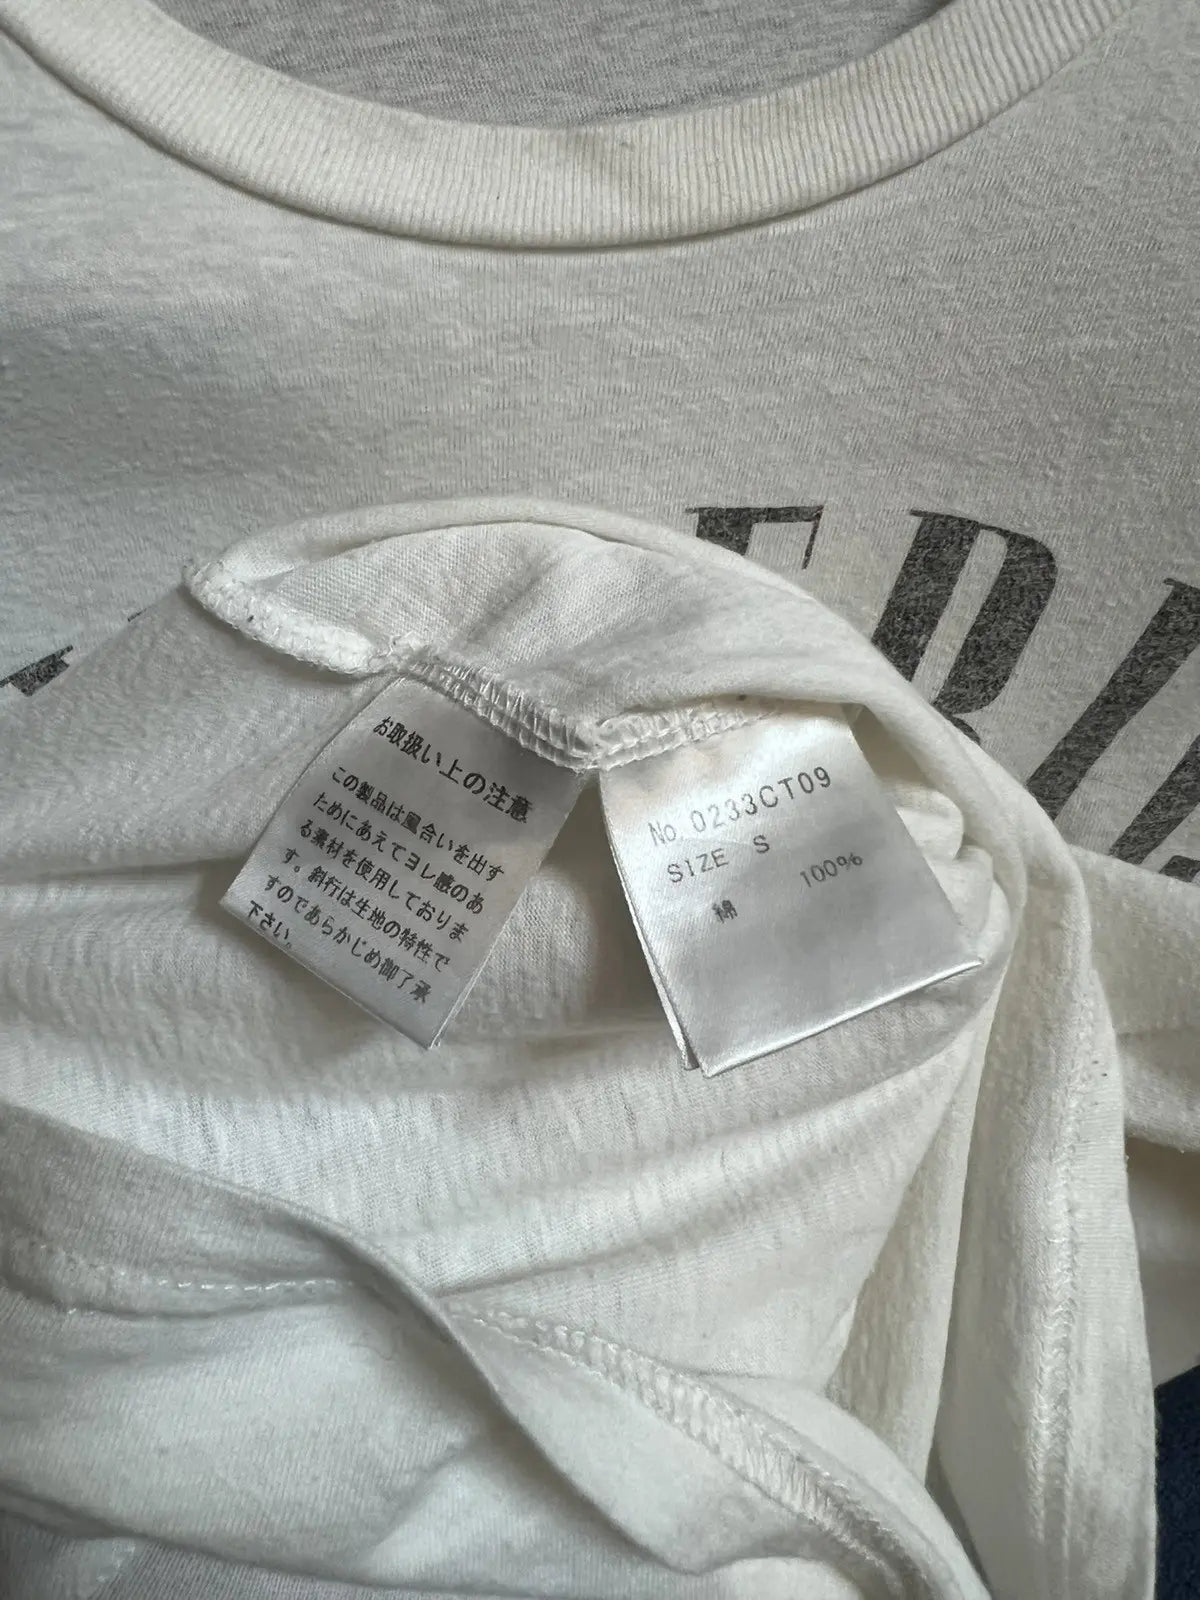 お取扱い上の注意
この製品は風合いを出す
ためにあえてヨレ感のあ
る素材を使用しておりま
す。斜行は生地の特性で
すのであらかじめ御了承
下さい。
No. 0233CT09
SIZE S
綿 100%